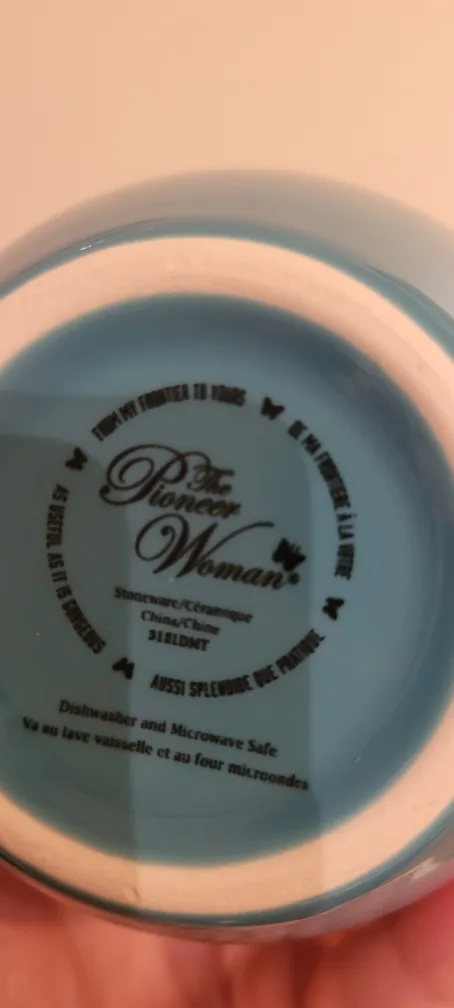 FROM MY FRONTIER TO YOURS
DE MA FRONTIÈRE À LA VOTRE
AUSSI SPLENDIDE QUE PRATIQUE
AS USEFUL AS IT IS GORGEOUS
The
Pioneer
Woman®
Stoneware/Céramique
China/Chine
3181DMT
Dishwasher and Microwave Safe
Va au lave vaisselle et au four microondes